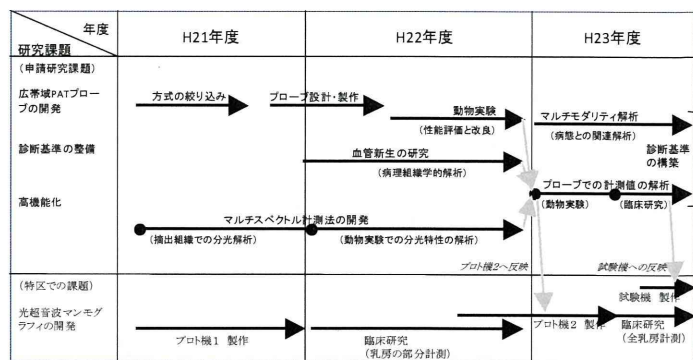 年度
研究課題
H21年度
H22年度
H23年度
(申請研究課題)
広帯域PATプロー
ブの開発
方式の絞り込み
プローブ設計・製作
動物実験
(性能評価と改良)
マルチモダリティ解析
(病態との関連解析)
診断基準の整備
血管新生の研究
(病理組織学的解析)
診断基準
の構築
高機能化
プローブでの計測値の解析
(動物実験)
(臨床研究)
マルチスペクトル計測法の開発
(摘出組織での分光解析)
(動物実験での分光特性の解析)
プロト機2へ反映
試験機への反映
(特区での課題)
試験機 製作
光超音波マンモグ
ラフィの開発
プロト機1 製作
臨床研究
(乳房の部分計測)
プロト機2 製作
臨床研究
(全乳房計測)